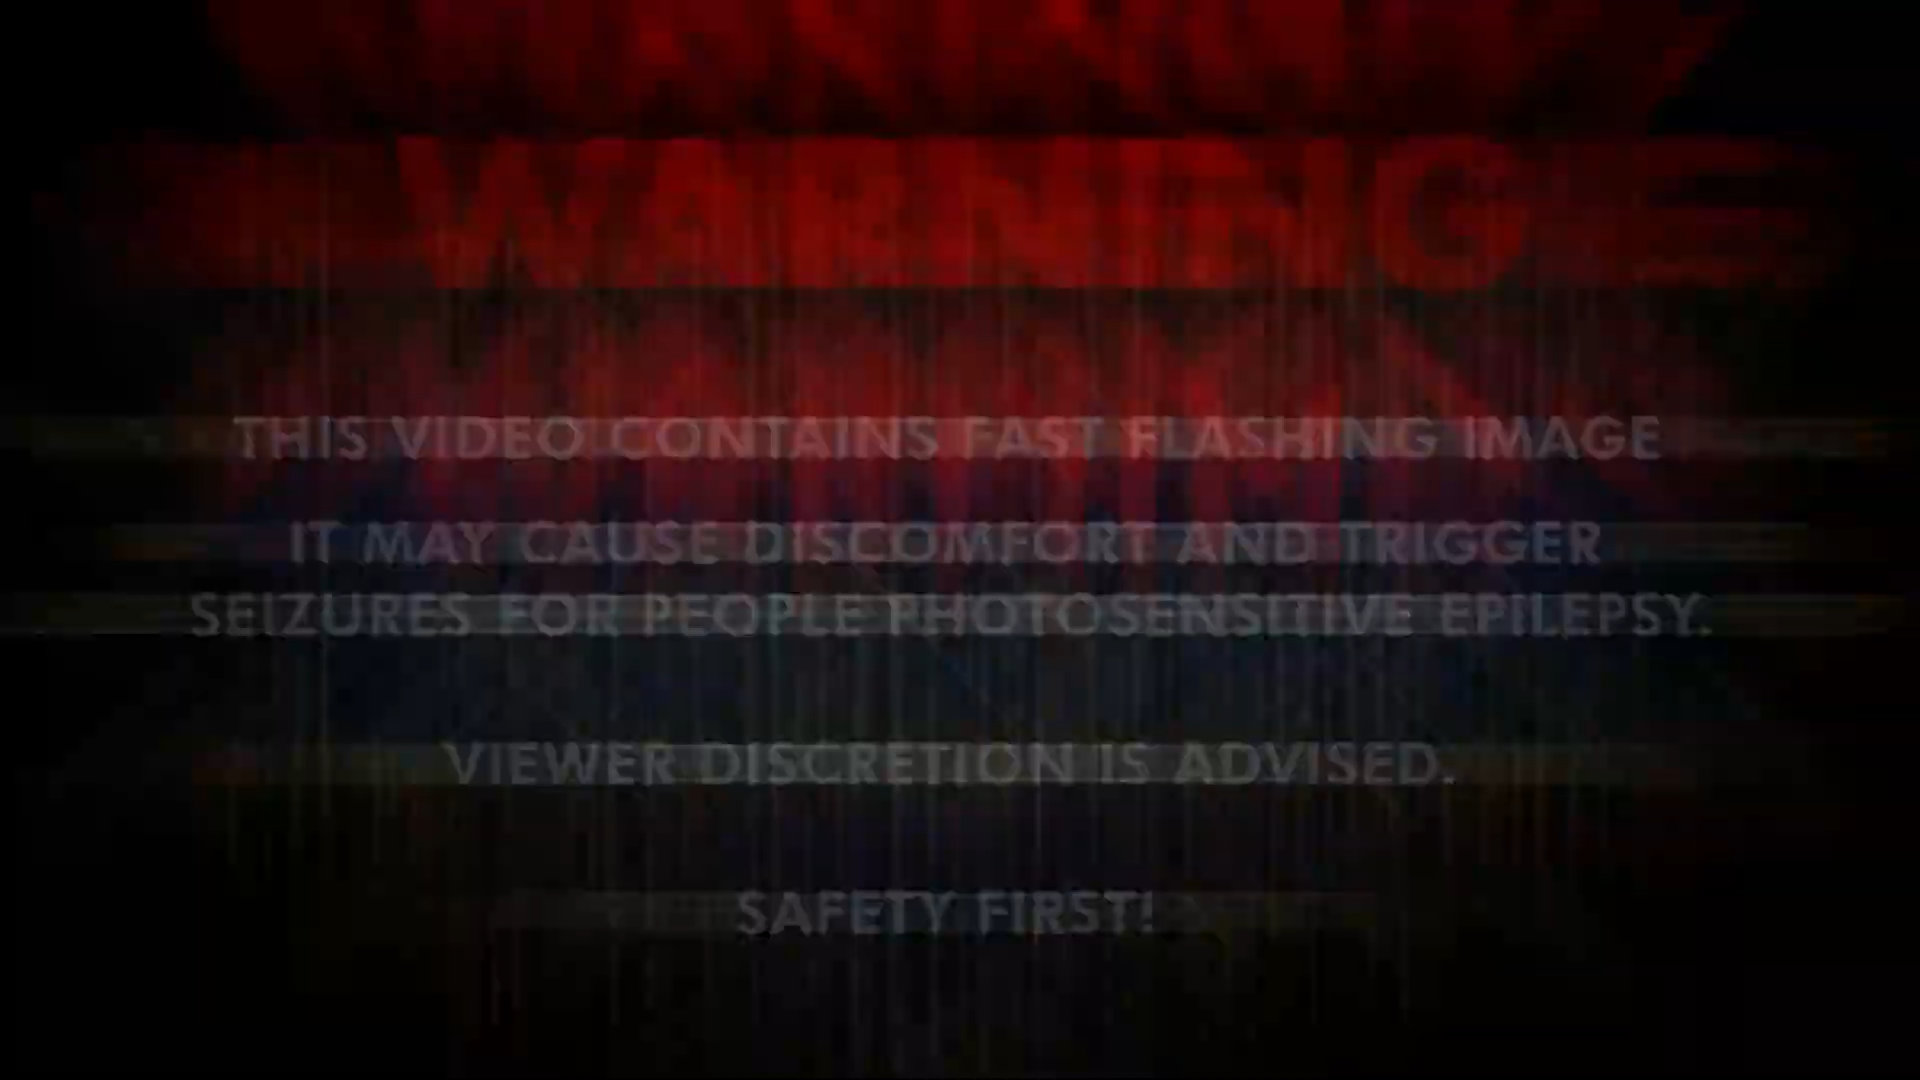 WARNING
THIS VIDEO CONTAINS FAST FLASHING IMAGE
IT MAY CAUSE DISCOMFORT AND TRIGGER
SEIZURES FOR PEOPLE PHOTOSENSITIVE EPILEPSY.
VIEWER DISCRETION IS ADVISED.
SAFETY FIRST!